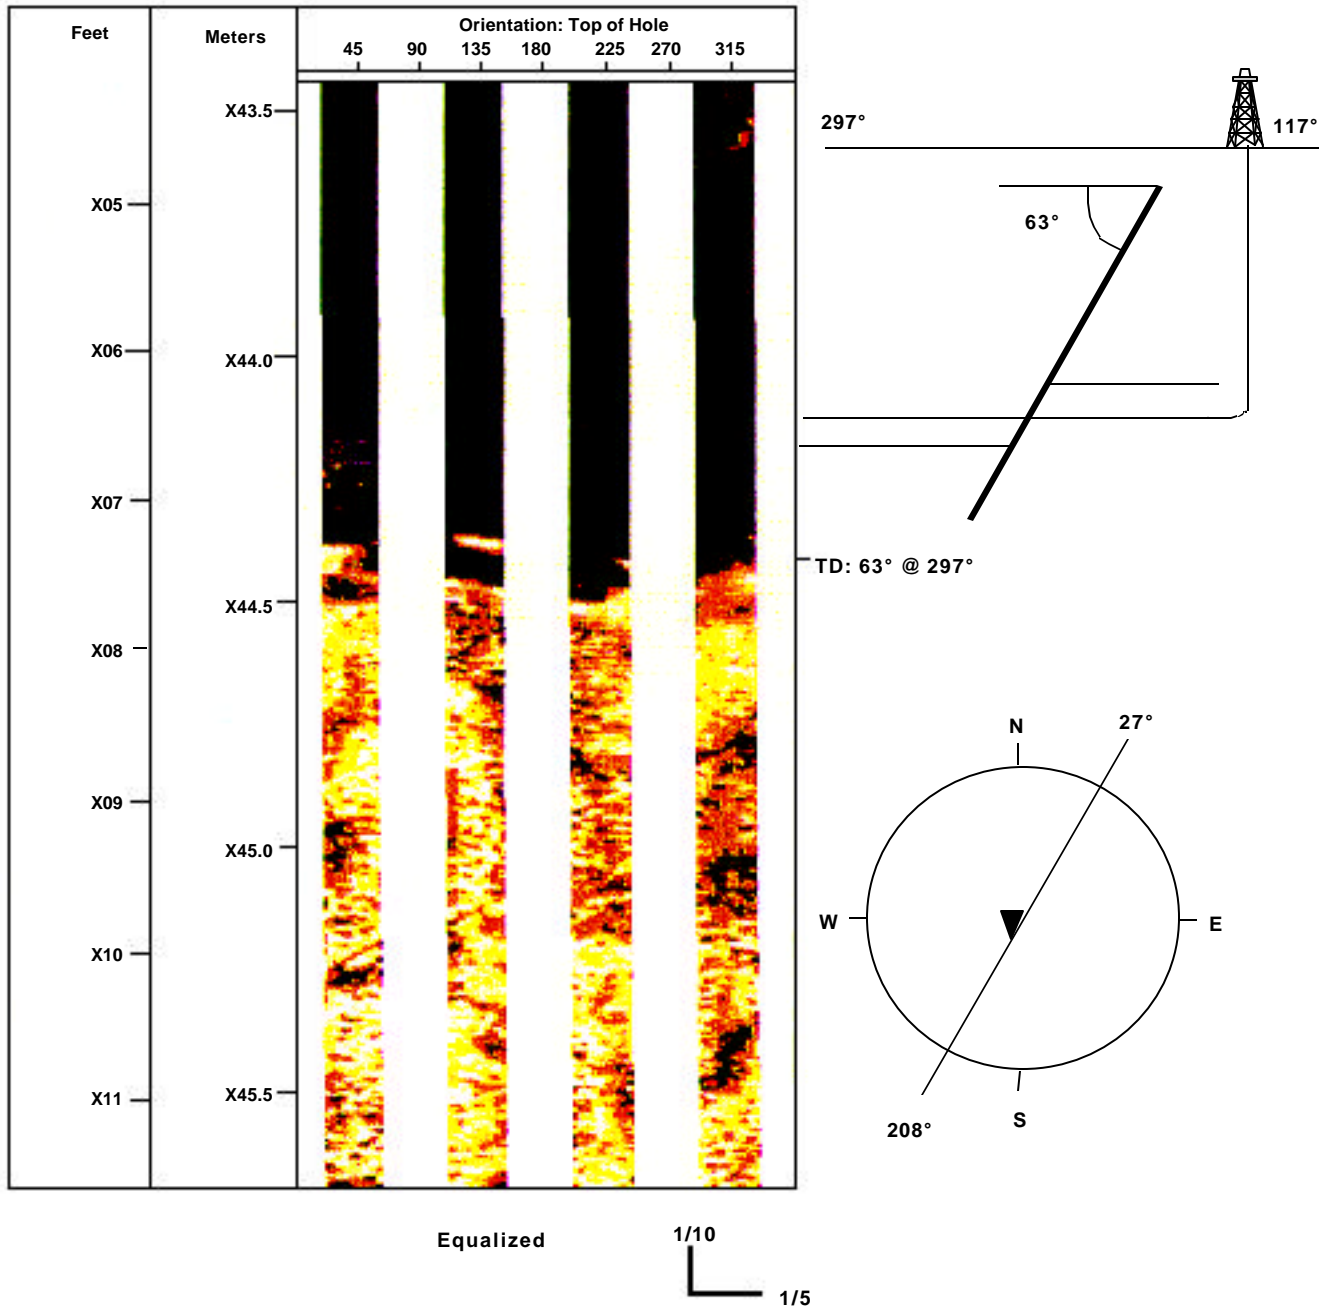 Feet
Meters
Orientation: Top of Hole
45 90 135 180 225 270 315
X43.5
X05
X06
X44.0
X07
X44.5
X08
X09
X45.0
X10
X11
X45.5
297°
117°
63°
TD: 63° @ 297°
N
27°
W
E
S
208°
Equalized
1/10
1/5